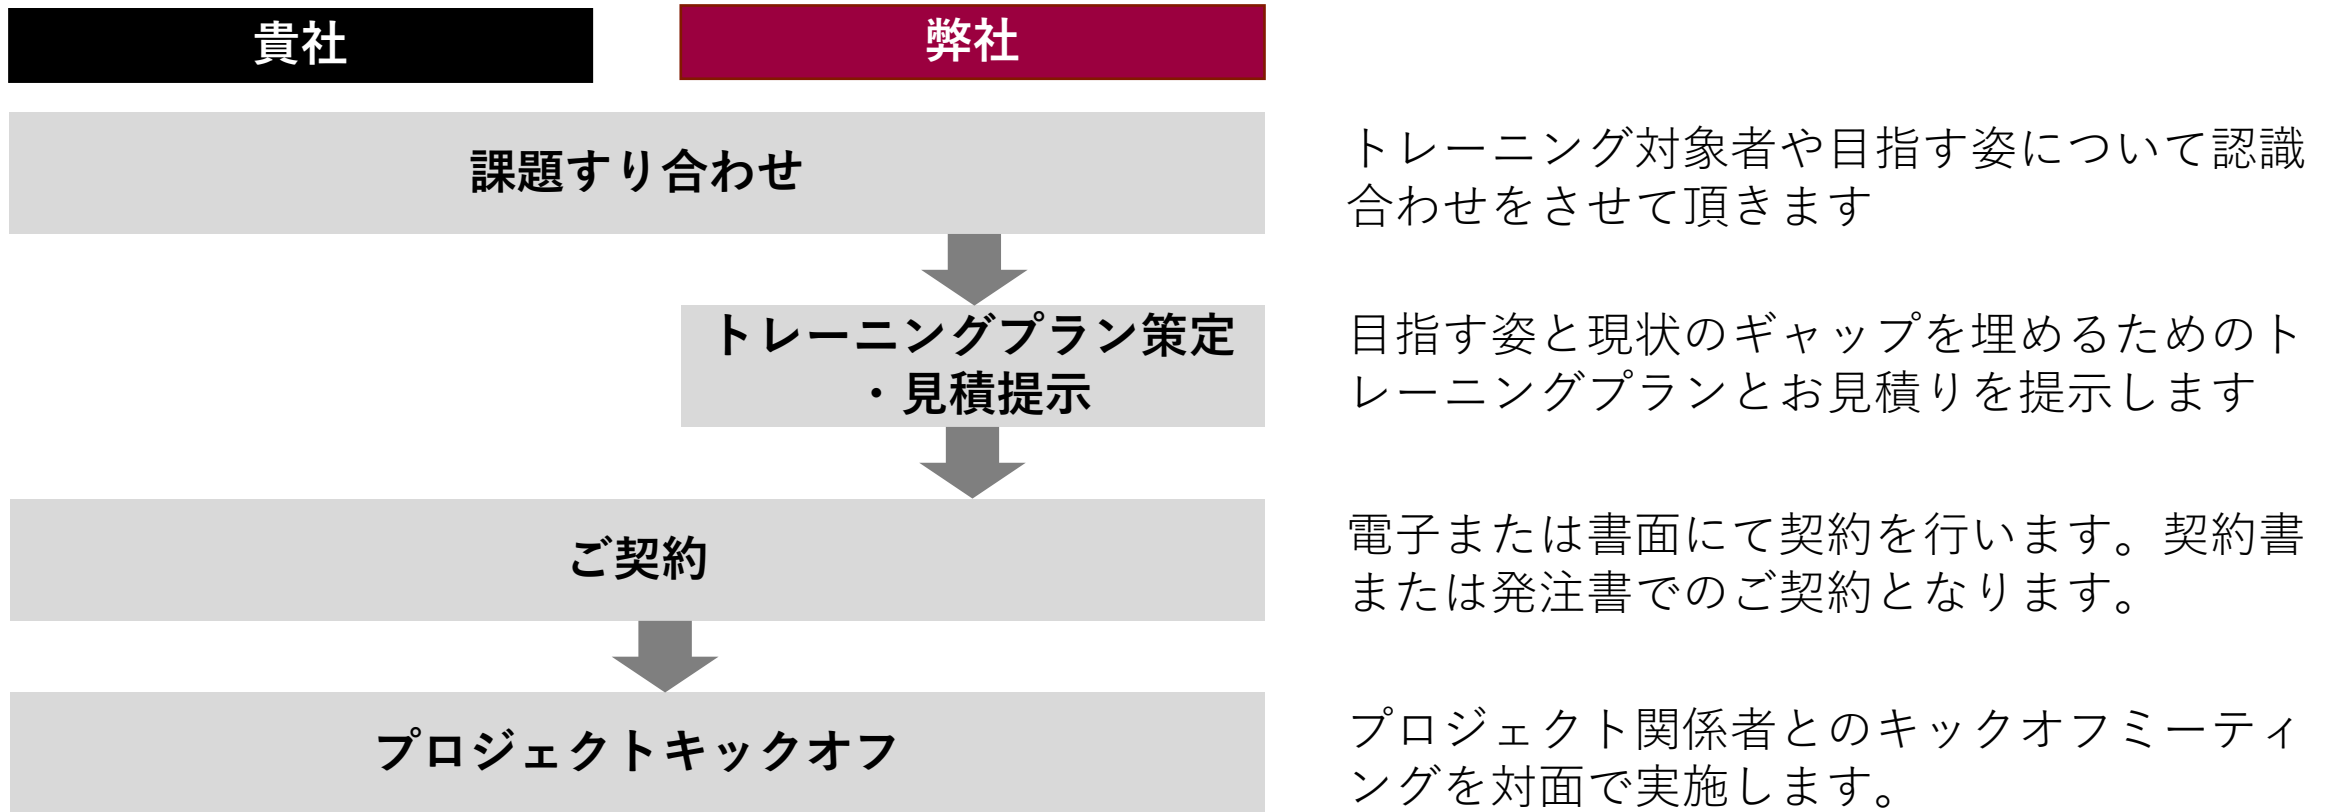 貴社
弊社
課題すり合わせ
トレーニング対象者や目指す姿について認識
合わせをさせて頂きます
トレーニングプラン策定
・見積提示
目指す姿と現状のギャップを埋めるためのト
レーニングプランとお見積りを提示します
ご契約
電子または書面にて契約を行います。契約書
または発注書でのご契約となります。
プロジェクトキックオフ
プロジェクト関係者とのキックオフミーティ
ングを対面で実施します。